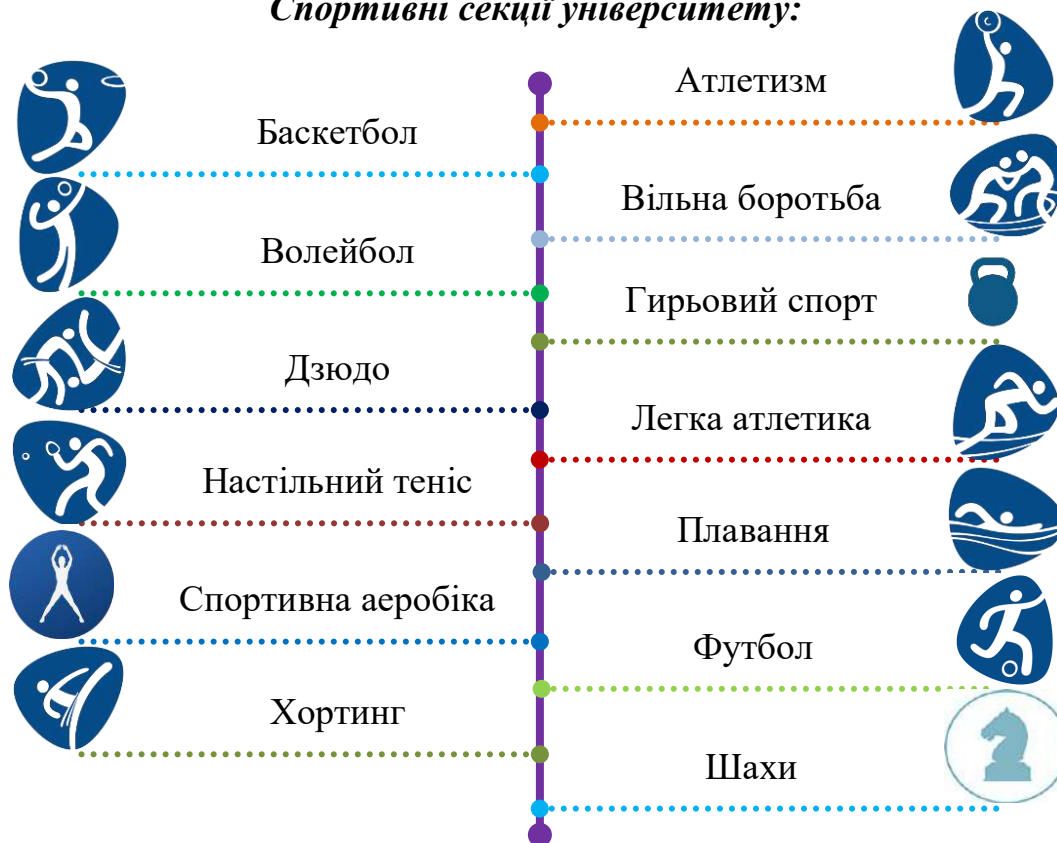 Спортивні секції університету:
Атлетизм
Баскетбол
Вільна боротьба
Волейбол
Гирьовий спорт
Дзюдо
Легка атлетика
Настільний теніс
Плавання
Спортивна аеробіка
Футбол
Хортинг
Шахи